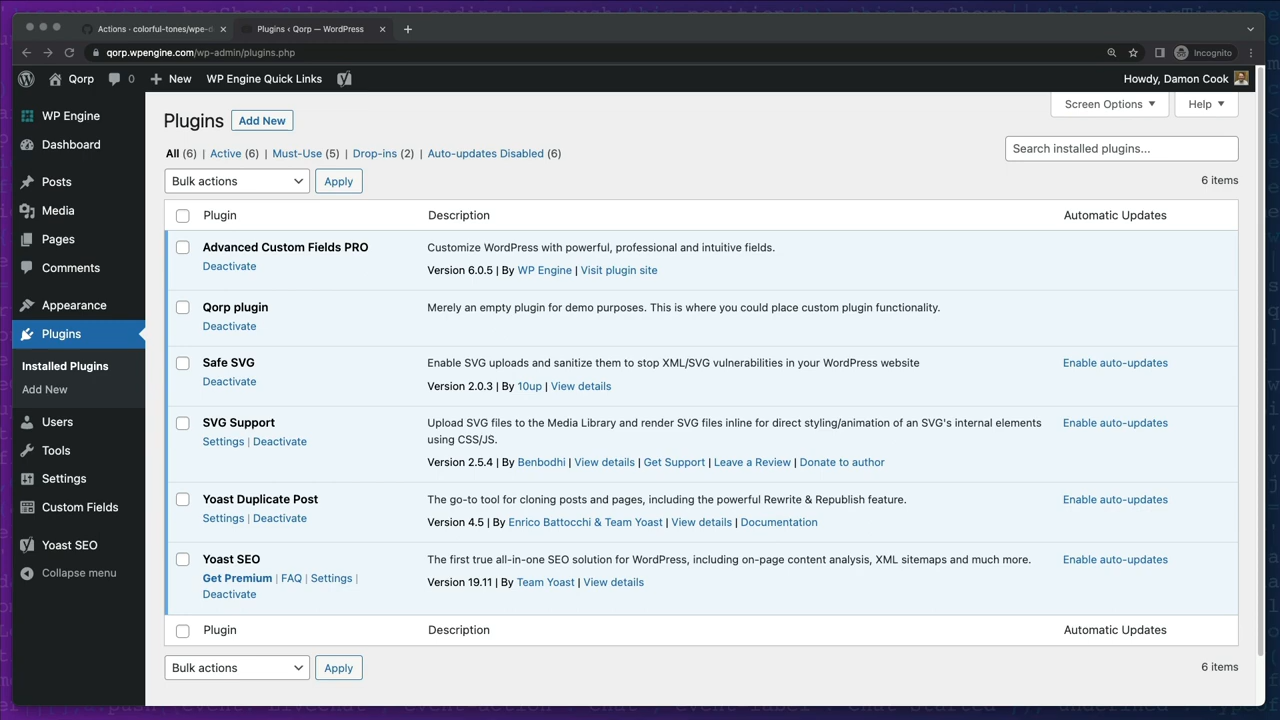 Actions · colorful-tones/wpe-d
Plugins ‹ Qorp — WordPress
qorp.wpengine.com/wp-admin/plugins.php
Incognito
Qorp 0 New WP Engine Quick Links
Howdy, Damon Cook
WP Engine
Dashboard
Posts
Media
Pages
Comments
Appearance
Plugins
Installed Plugins
Add New
Users
Tools
Settings
Custom Fields
Yoast SEO
Collapse menu
Screen Options
Help
Plugins
Add New
All (6) | Active (6) | Must-Use (5) | Drop-ins (2) | Auto-updates Disabled (6)
Search installed plugins...
Bulk actions
Apply
6 items
Plugin Description Automatic Updates
Advanced Custom Fields PRO
Deactivate
Customize WordPress with powerful, professional and intuitive fields.
Version 6.0.5 | By WP Engine | Visit plugin site
Qorp plugin
Deactivate
Merely an empty plugin for demo purposes. This is where you could place custom plugin functionality.
Safe SVG
Deactivate
Enable SVG uploads and sanitize them to stop XML/SVG vulnerabilities in your WordPress website
Version 2.0.3 | By 10up | View details
Enable auto-updates
SVG Support
Settings | Deactivate
Upload SVG files to the Media Library and render SVG files inline for direct styling/animation of an SVG's internal elements
using CSS/JS.
Version 2.5.4 | By Benbodhi | View details | Get Support | Leave a Review | Donate to author
Enable auto-updates
Yoast Duplicate Post
Settings | Deactivate
The go-to tool for cloning posts and pages, including the powerful Rewrite & Republish feature.
Version 4.5 | By Enrico Battocchi & Team Yoast | View details | Documentation
Enable auto-updates
Yoast SEO
Get Premium | FAQ | Settings |
Deactivate
The first true all-in-one SEO solution for WordPress, including on-page content analysis, XML sitemaps and much more.
Version 19.11 | By Team Yoast | View details
Enable auto-updates
Plugin Description Automatic Updates
Bulk actions
Apply
6 items